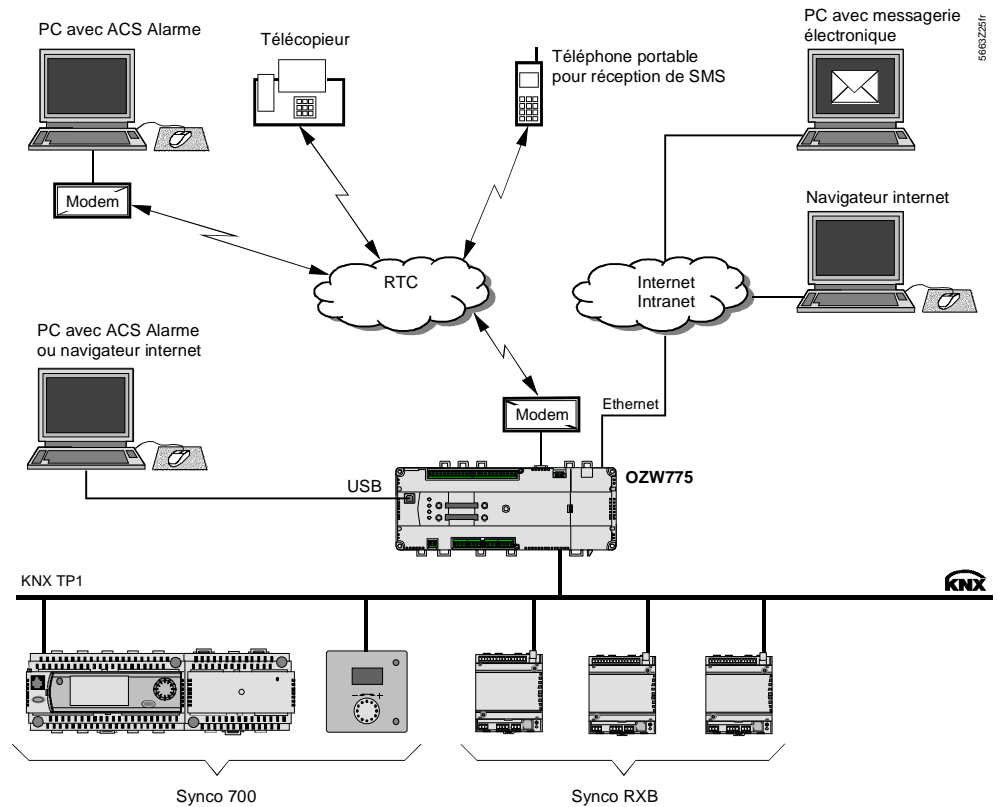 PC avec ACS Alarme
Télécopieur
Téléphone portable
pour réception de SMS
PC avec messagerie
électronique
5663Z25fr
Modem
Navigateur internet
RTC
Internet
Intranet
PC avec ACS Alarme
ou navigateur internet
Modem
Ethernet
USB
OZW775
KNX TP1
KNX
Synco 700
Synco RXB